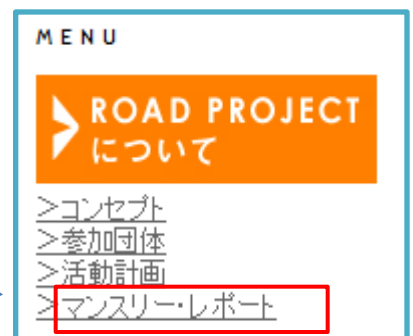 MENU
ROAD PROJECT
について
>コンセプト
>参加団体
>活動計画
>マンスリー・レポート